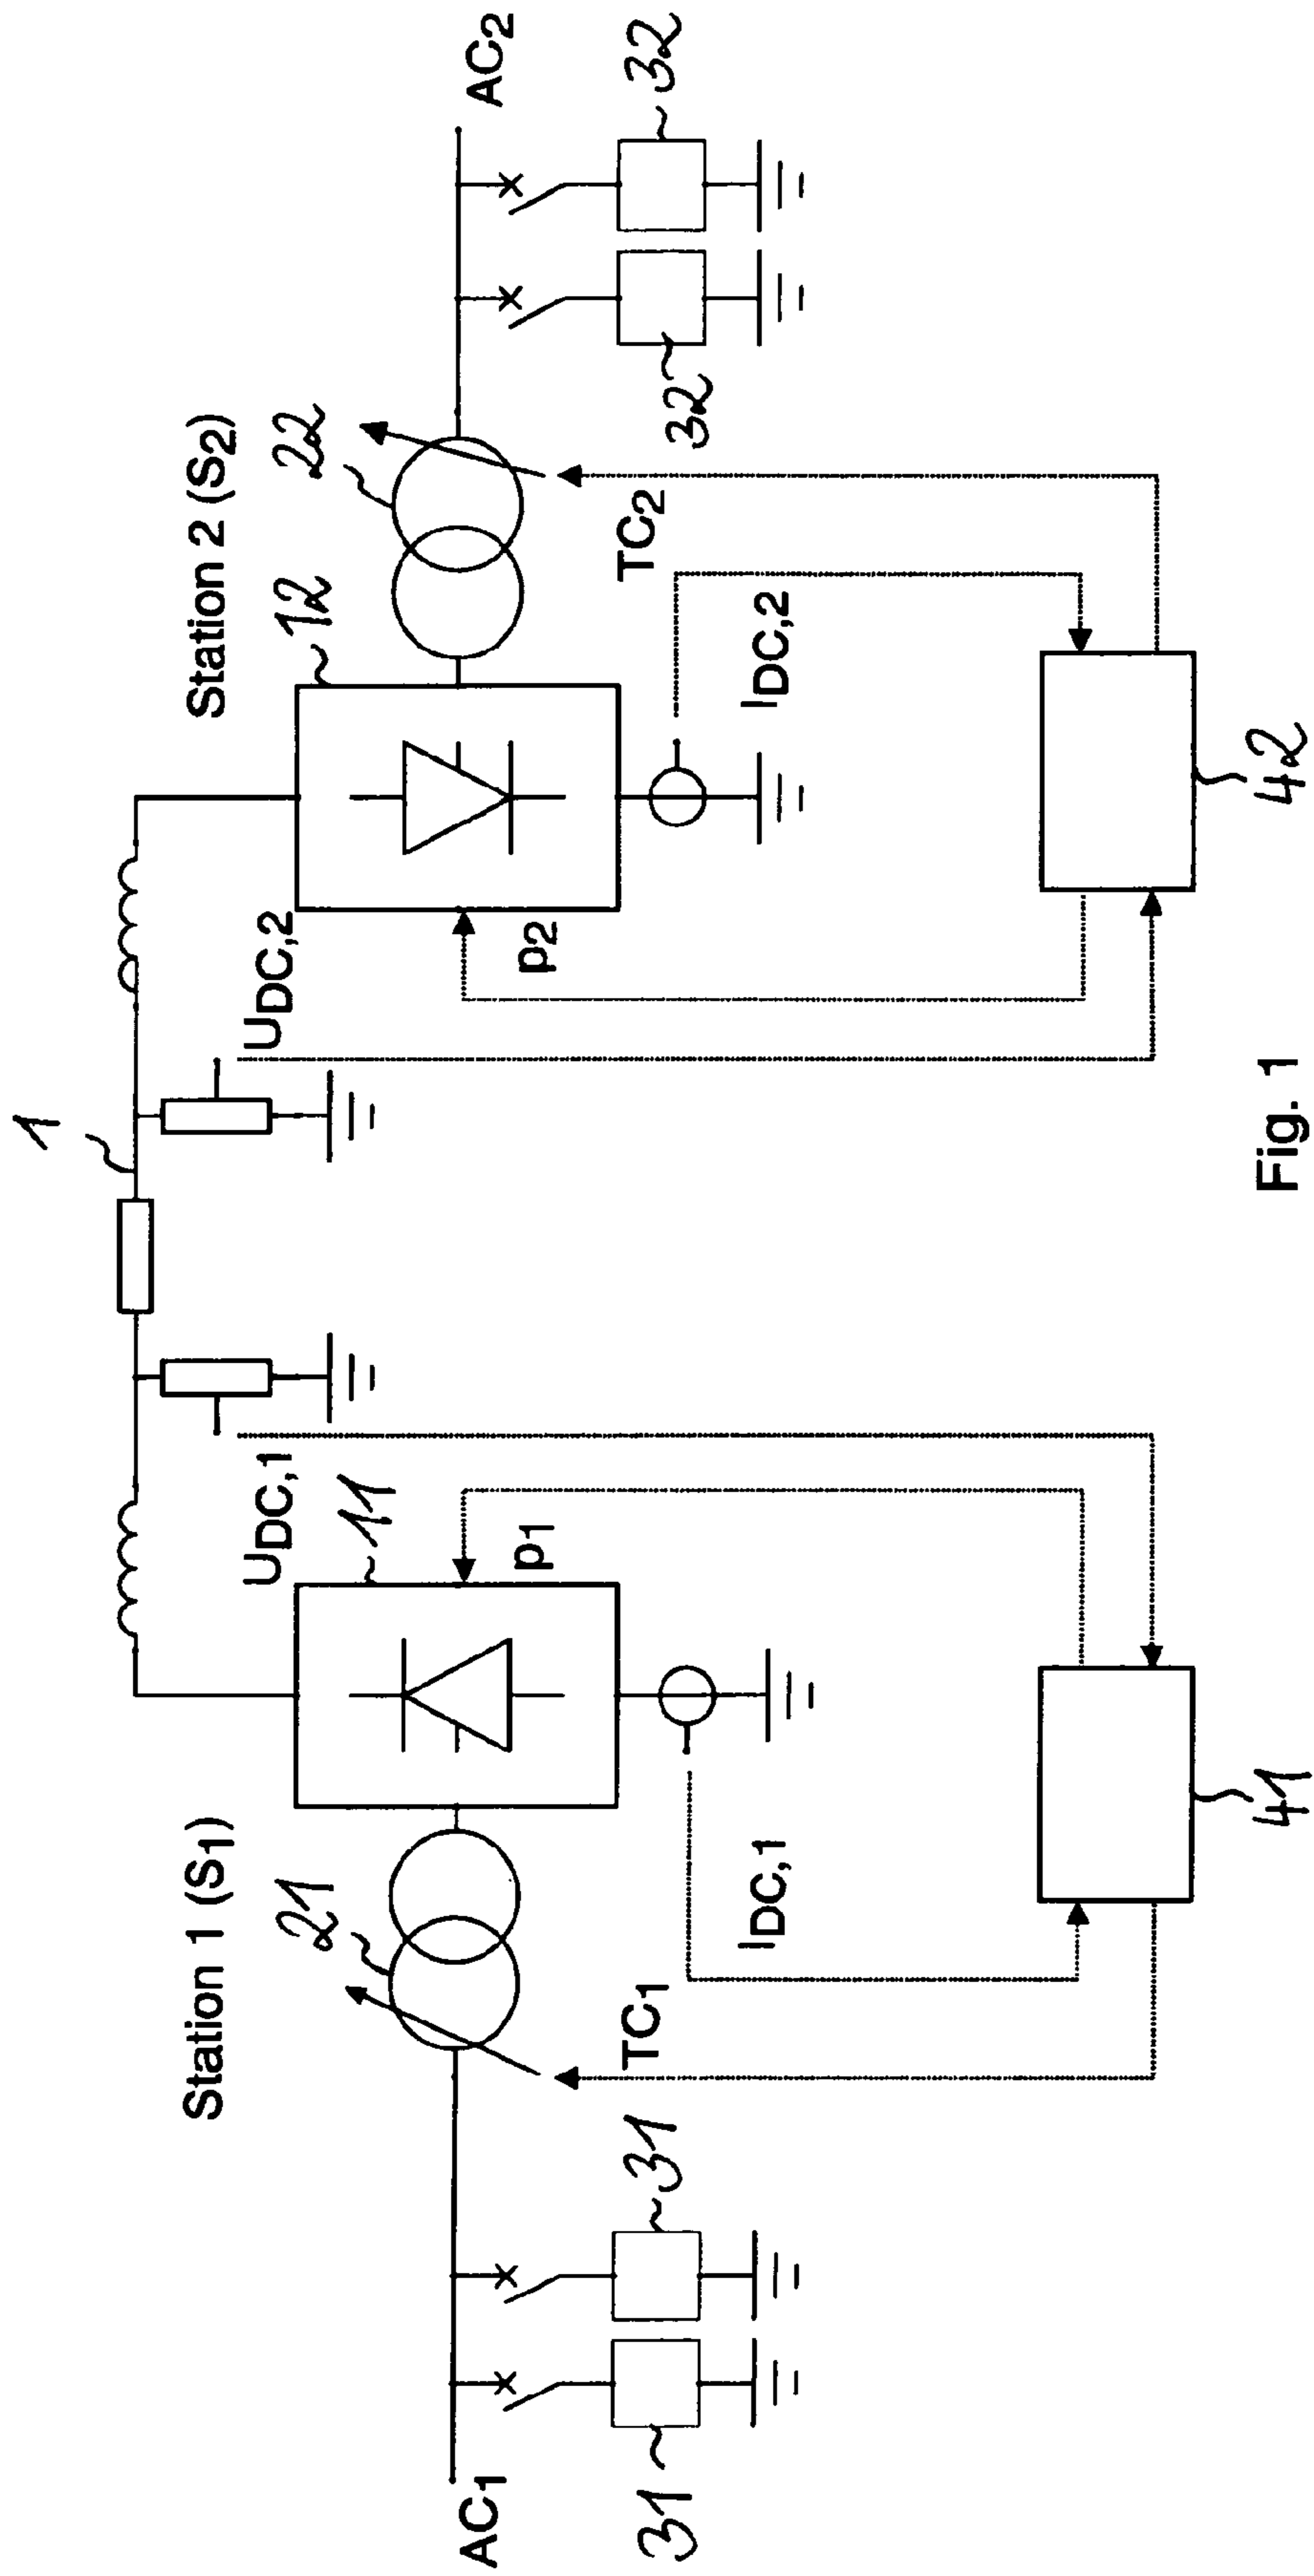 1
Station 1 (S1)
Station 2 (S2)
21
UDC,1
11
UDC,2
12
22
AC1
AC2
p1
p2
31
31
TC1
IDC,1
IDC,2
TC2
32
32
41
42
Fig. 1